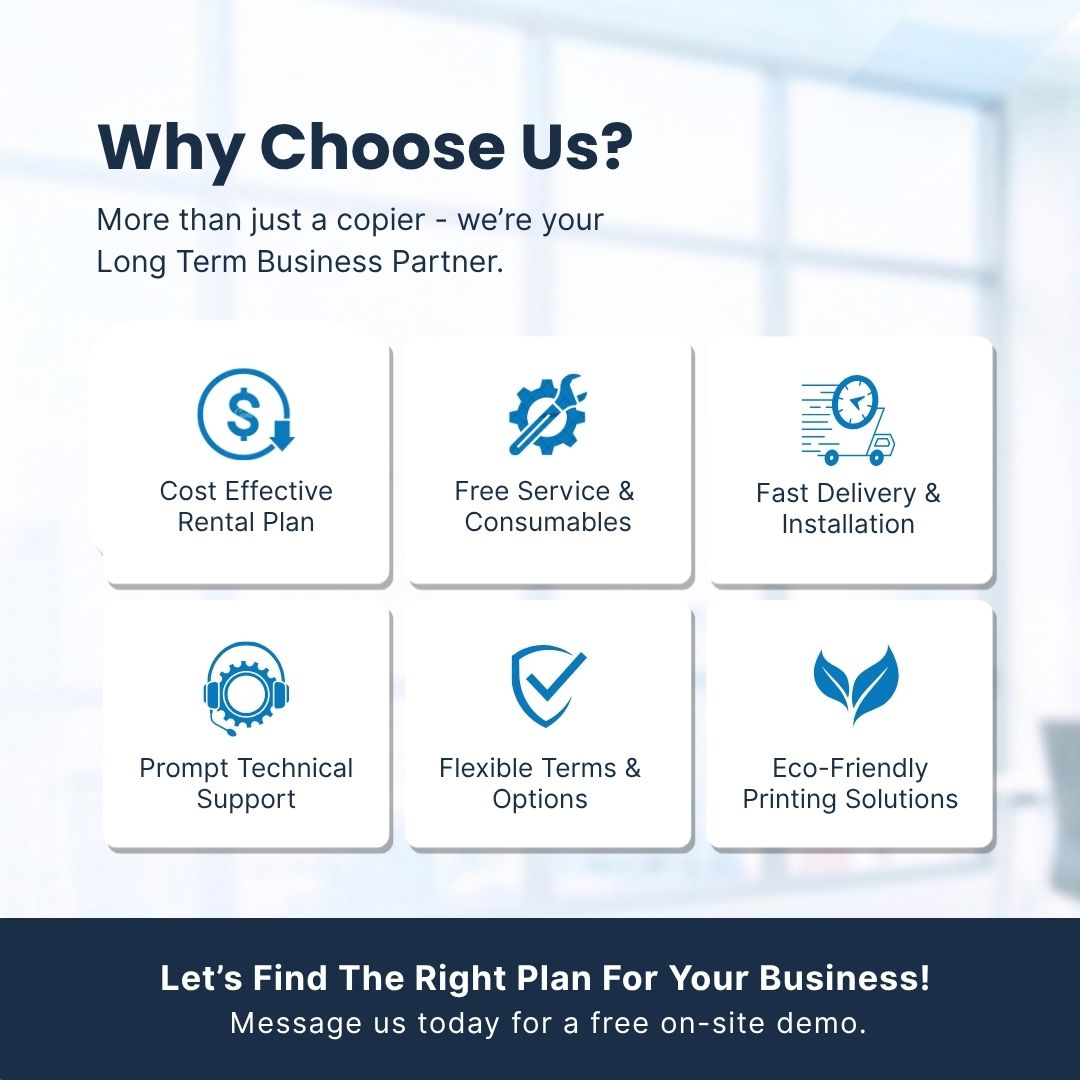 Why Choose Us?
More than just a copier - we’re your
Long Term Business Partner.
Cost Effective
Rental Plan
Free Service &
Consumables
Fast Delivery &
Installation
Prompt Technical
Support
Flexible Terms &
Options
Eco-Friendly
Printing Solutions
Let’s Find The Right Plan For Your Business!
Message us today for a free on-site demo.